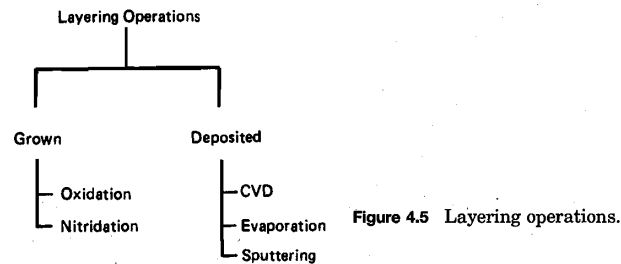 Layering Operations
Grown
Deposited
Oxidation
Nitridation
CVD
Evaporation
Sputtering
Figure 4.5 Layering operations.